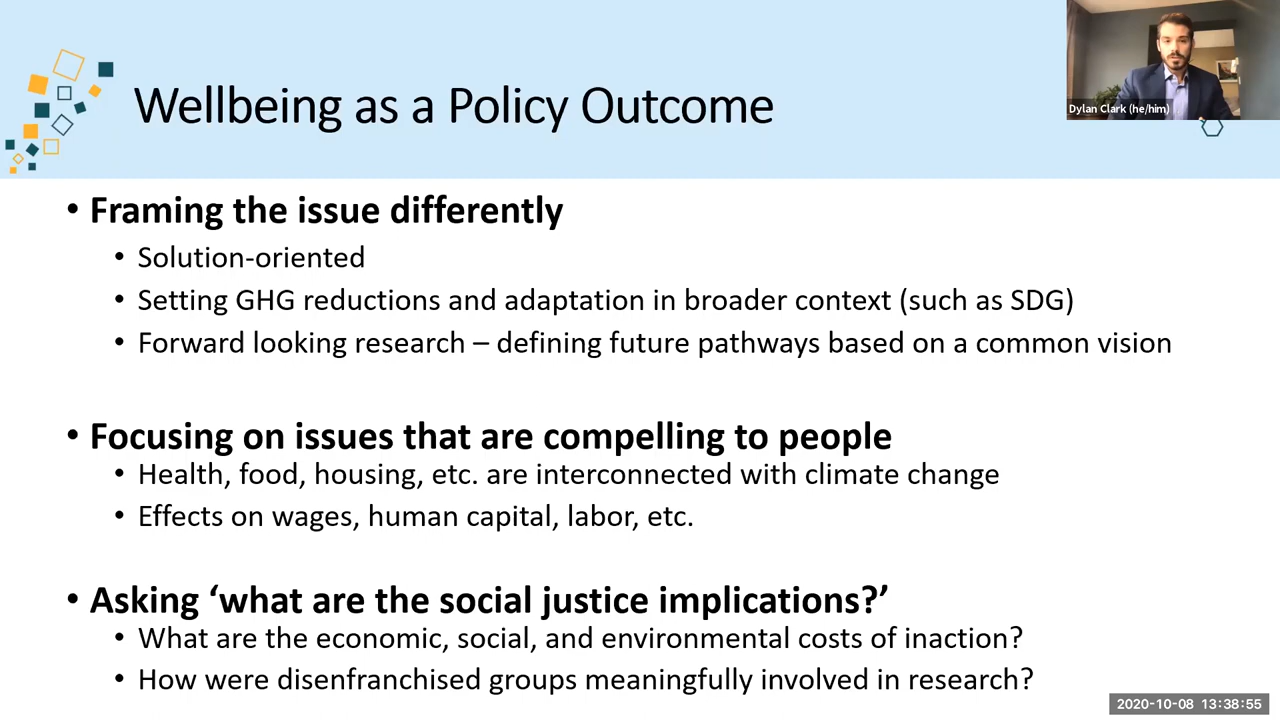 Wellbeing as a Policy Outcome
Dylan Clark (he/him)
• Framing the issue differently
• Solution-oriented
• Setting GHG reductions and adaptation in broader context (such as SDG)
• Forward looking research – defining future pathways based on a common vision
• Focusing on issues that are compelling to people
• Health, food, housing, etc. are interconnected with climate change
• Effects on wages, human capital, labor, etc.
• Asking ‘what are the social justice implications?’
• What are the economic, social, and environmental costs of inaction?
• How were disenfranchised groups meaningfully involved in research?
2020-10-08 13:38:55